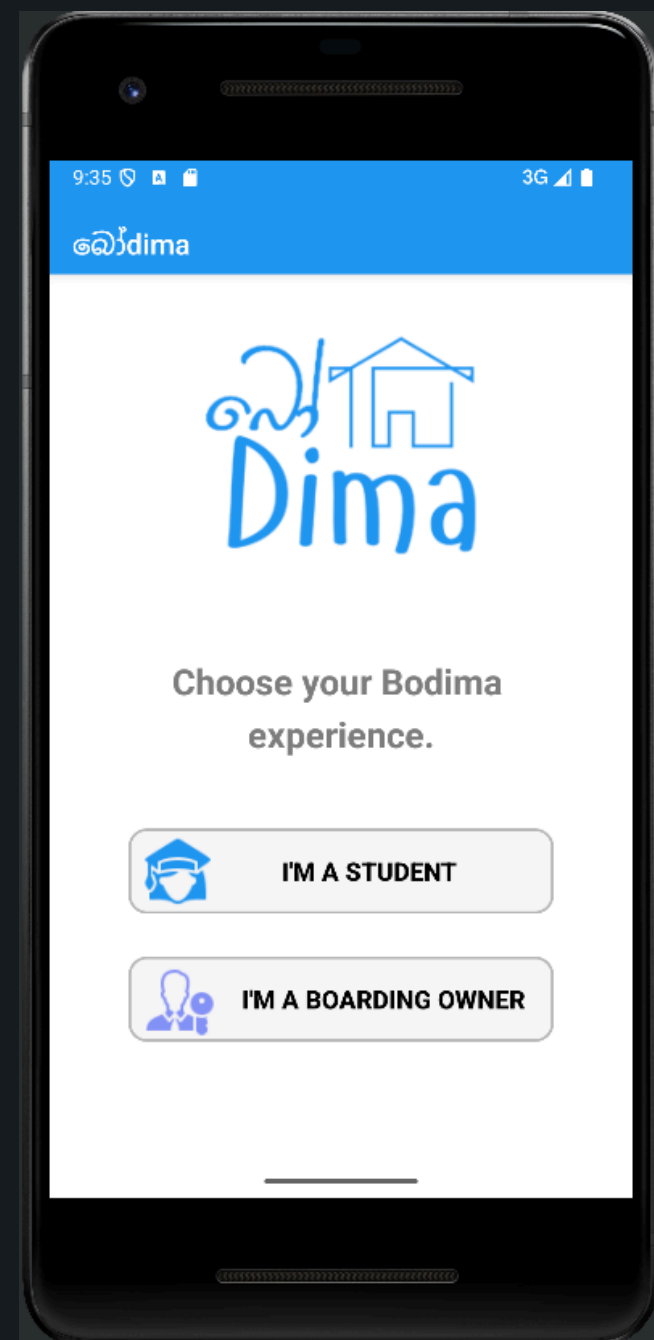 9:35
3G
බෝdima
බෝ
Dima
Choose your Bodima
experience.
I'M A STUDENT
I'M A BOARDING OWNER